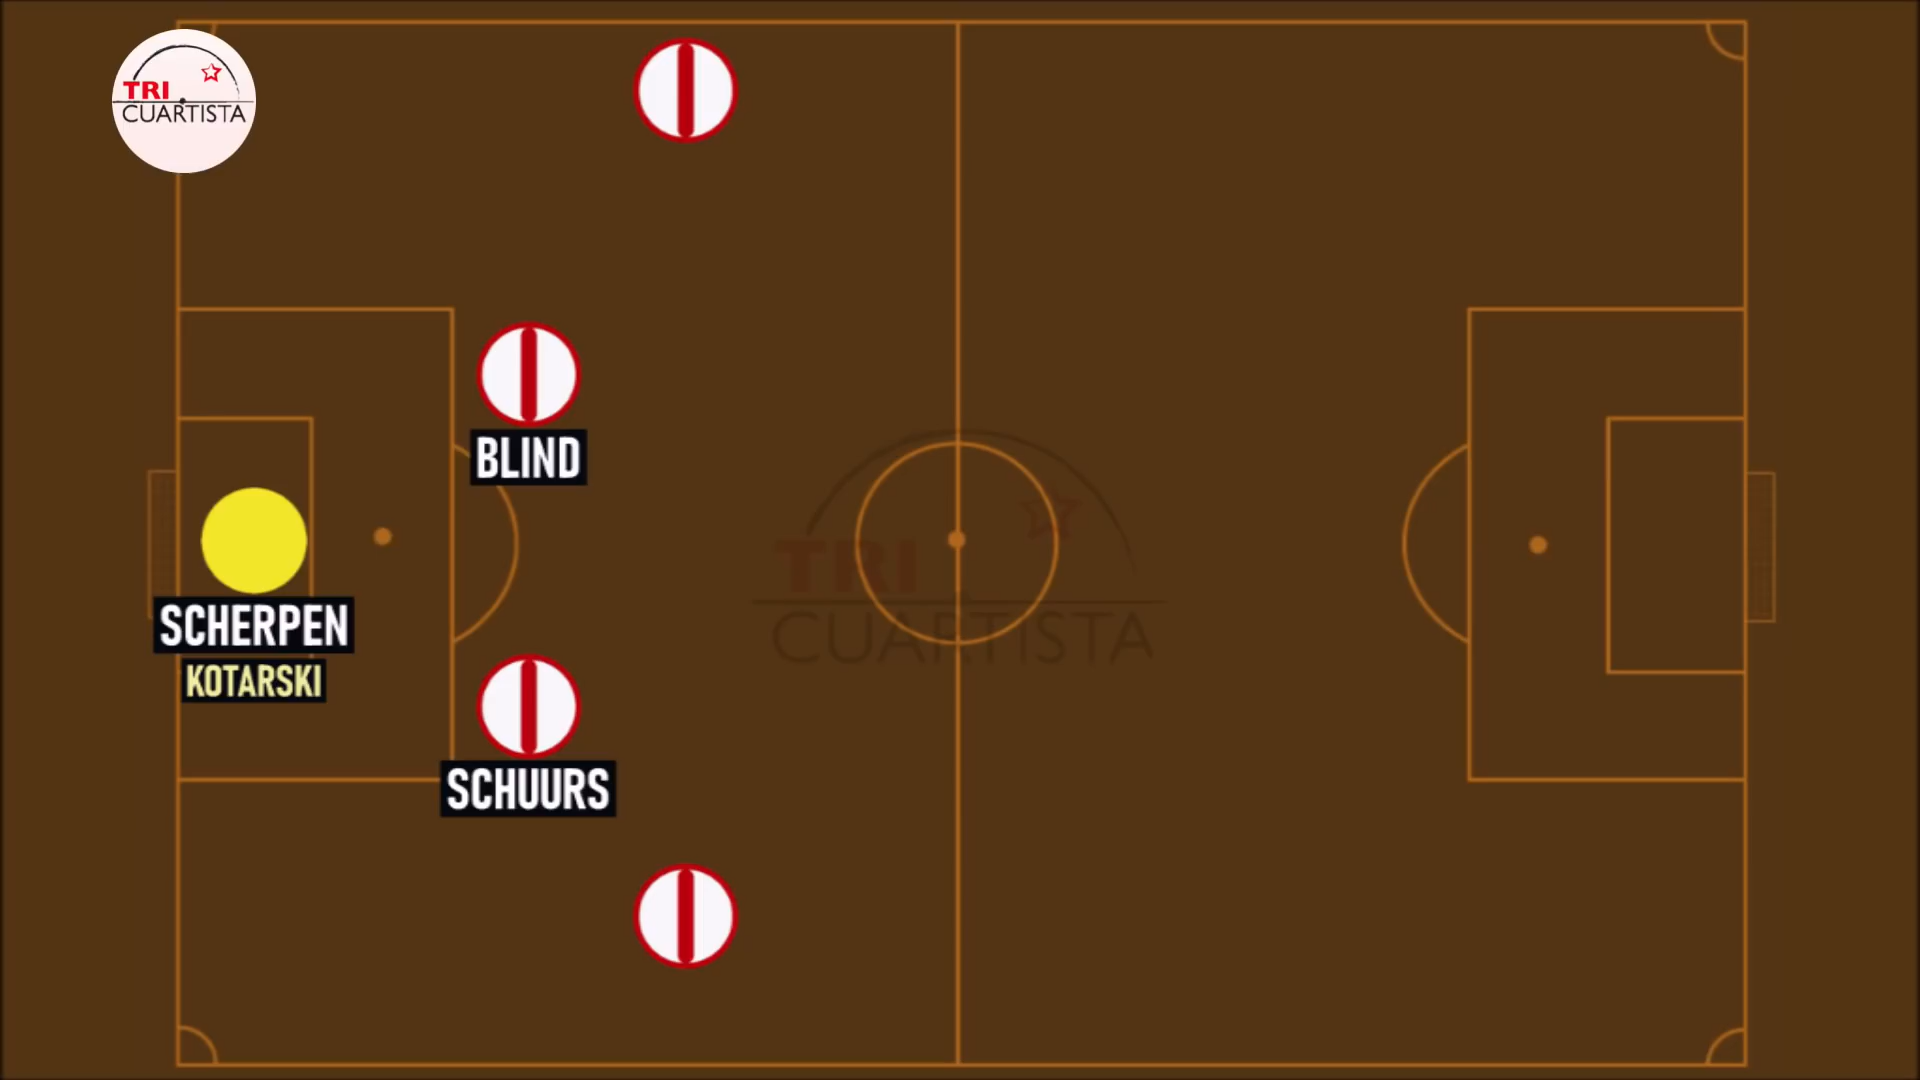 TRI
CUARTISTA
BLIND
TRI
CUARTISTA
SCHERPEN
KOTARSKI
SCHUURS